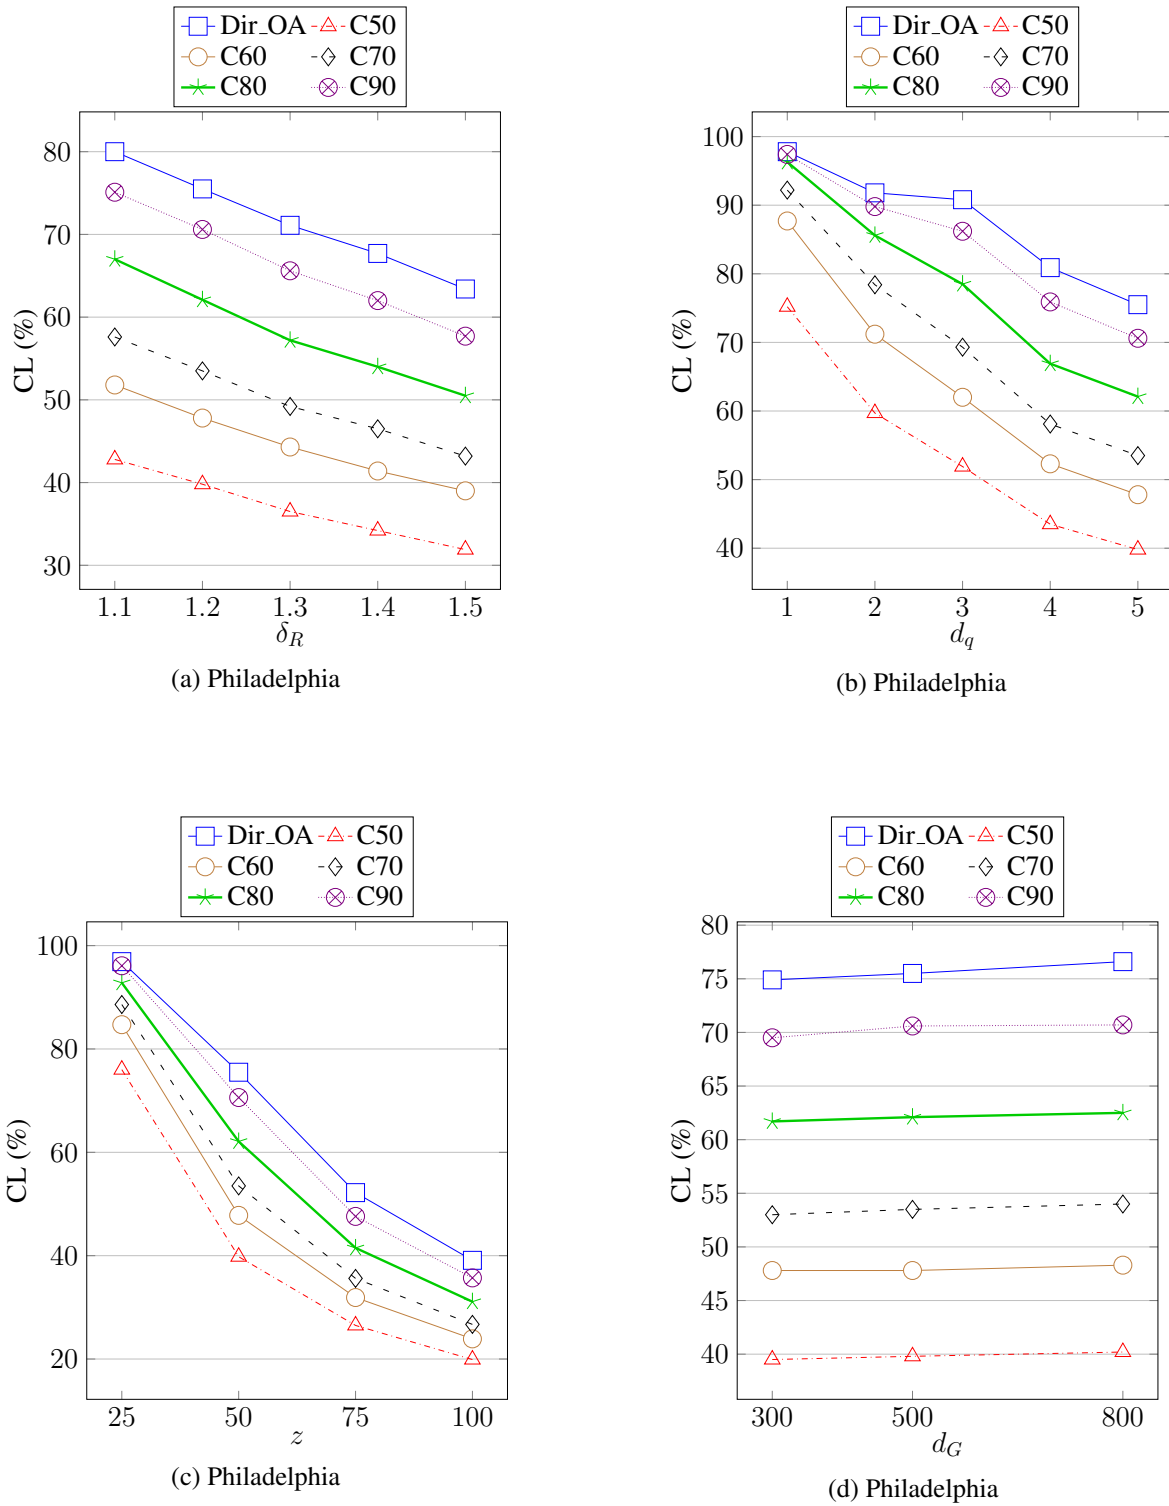 Dir_OA C50
C60 C70
C80 C90
80
70
60
50
40
30
CL (%)
1.1 1.2 1.3 1.4 1.5
δ_R
(a) Philadelphia
Dir_OA C50
C60 C70
C80 C90
100
90
80
70
60
50
40
CL (%)
1 2 3 4 5
d_q
(b) Philadelphia
Dir_OA C50
C60 C70
C80 C90
100
80
60
40
20
CL (%)
25 50 75 100
z
(c) Philadelphia
Dir_OA C50
C60 C70
C80 C90
80
75
70
65
60
55
50
45
40
CL (%)
300 500 800
d_G
(d) Philadelphia